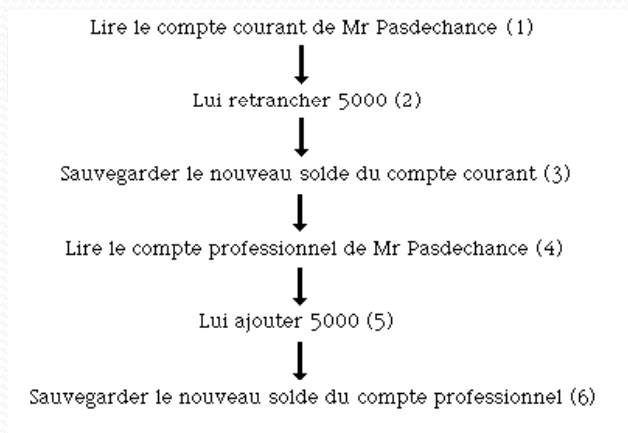 Lire le compte courant de Mr Pasdechance (1)
Lui retrancher 5000 (2)
Sauvegarder le nouveau solde du compte courant (3)
Lire le compte professionnel de Mr Pasdechance (4)
Lui ajouter 5000 (5)
Sauvegarder le nouveau solde du compte professionnel (6)